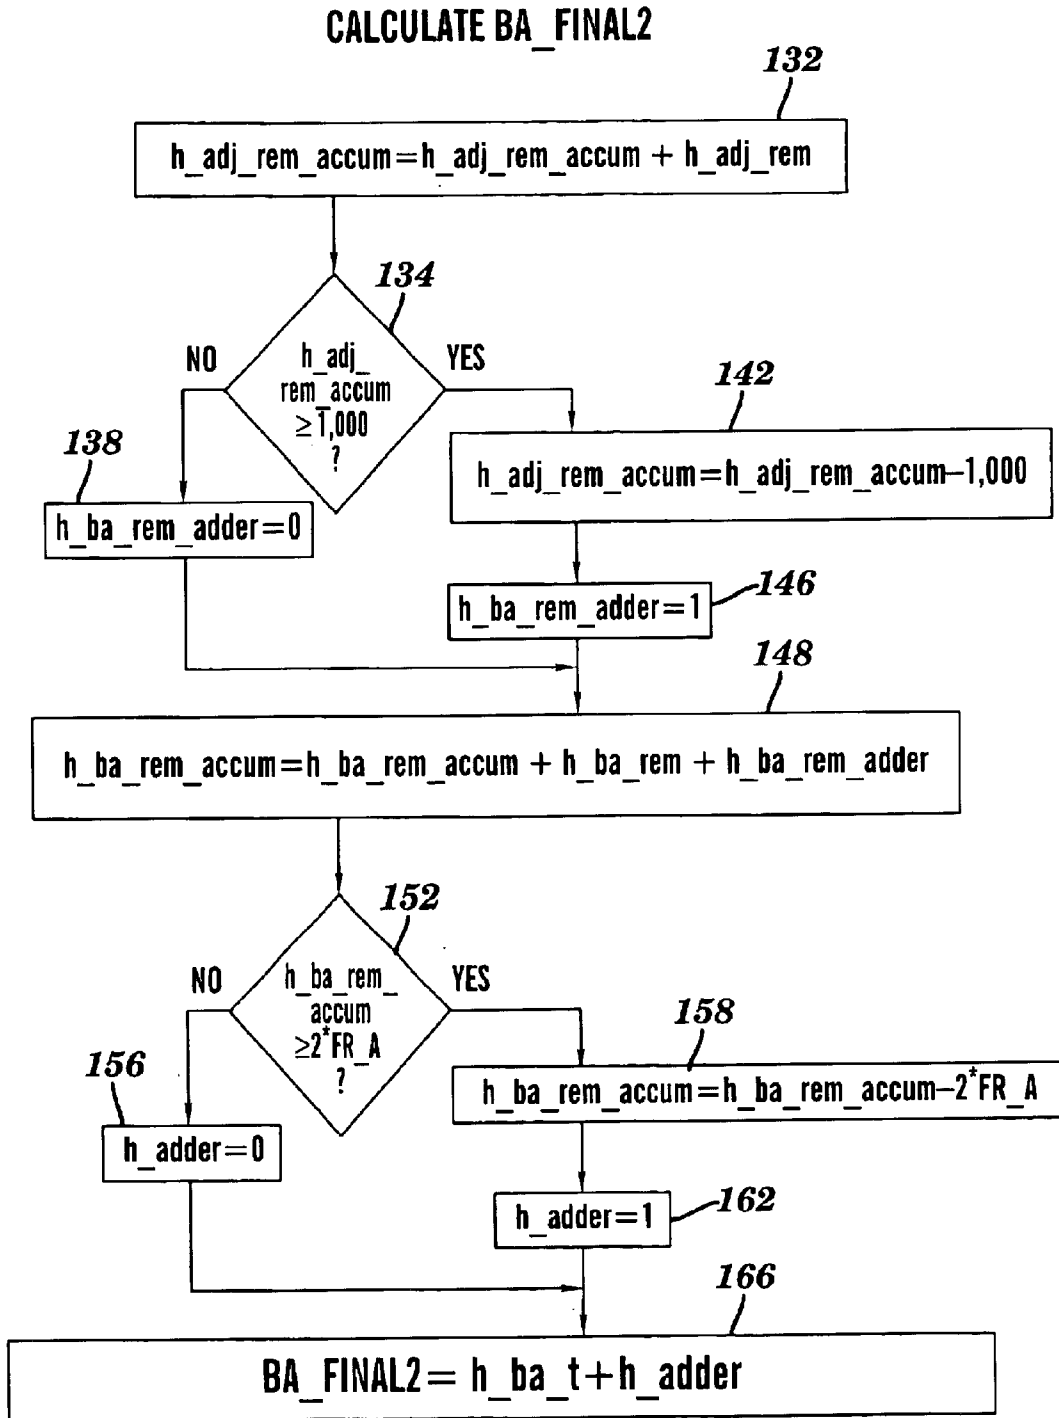 CALCULATE BA_FINAL2
132
h_adj_rem_accum=h_adj_rem_accum + h_adj_rem
134
NO
YES
h_adj_
rem_accum
≥1,000
?
142
h_adj_rem_accum=h_adj_rem_accum–1,000
138
h_ba_rem_adder=0
146
h_ba_rem_adder=1
148
h_ba_rem_accum=h_ba_rem_accum + h_ba_rem + h_ba_rem_adder
152
NO
YES
h_ba_rem_
accum
≥2*FR_A
?
158
h_ba_rem_accum=h_ba_rem_accum–2*FR_A
156
h_adder=0
162
h_adder=1
166
BA_FINAL2= h_ba_t+h_adder